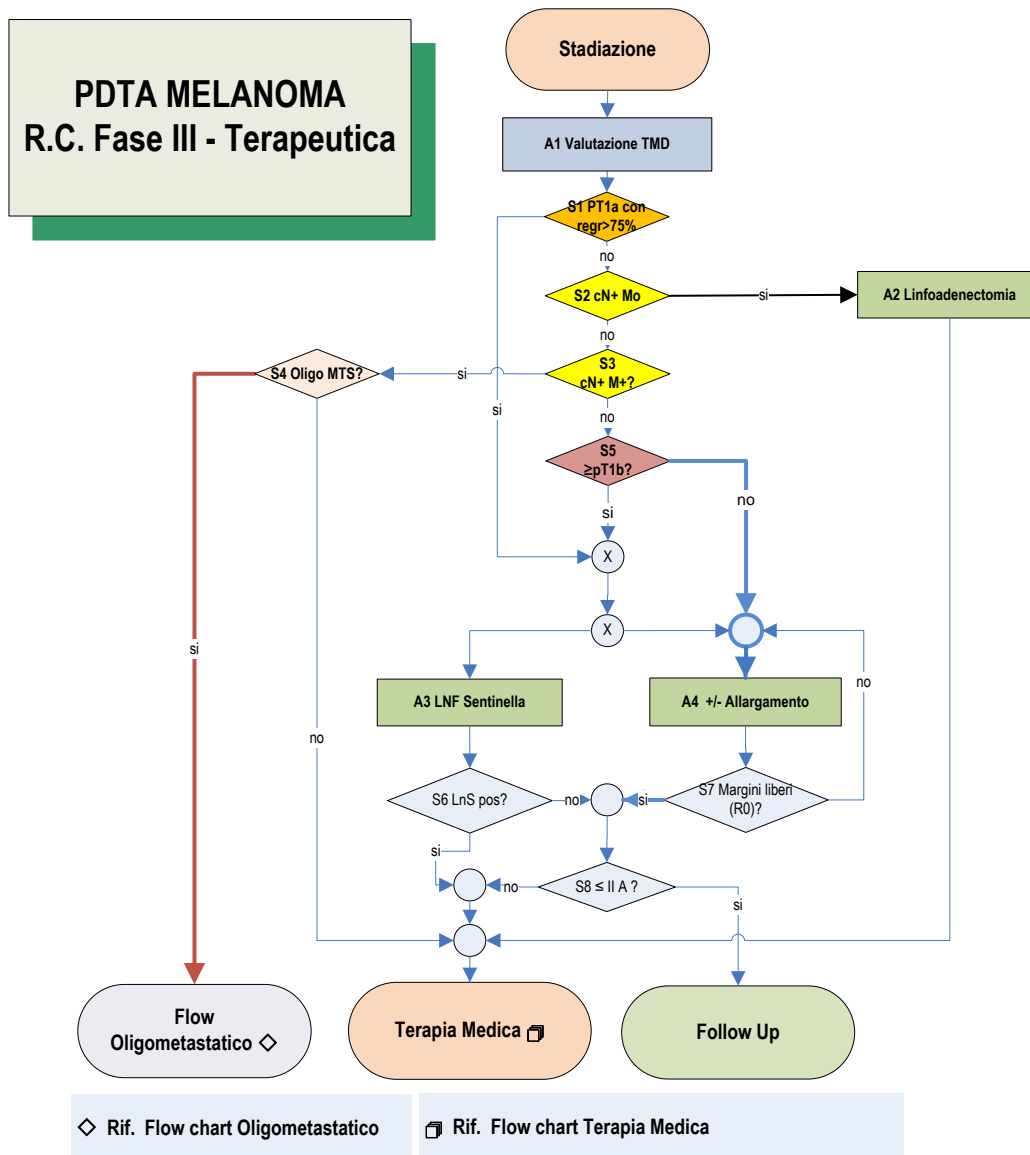 PDTA MELANOMA
R.C. Fase III - Terapeutica
Stadiazione
A1 Valutazione TMD
S1 PT1a con
regr>75%
no
S2 cN+ Mo
si
A2 Linfoadenectomia
no
S4 Oligo MTS?
si
S3
cN+ M+?
si
no
S5
≥pT1b?
no
si
X
X
si
no
A3 LNF Sentinella
A4 +/- Allargamento
no
S6 LnS pos?
no
si
S7 Margini liberi
(R0)?
si
no
S8 ≤ II A ?
si
Flow
Oligometastatico ◇
Terapia Medica
Follow Up
◇ Rif. Flow chart Oligometastatico
Rif. Flow chart Terapia Medica